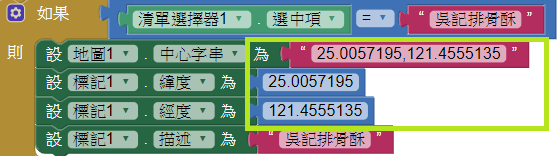 如果 清單選擇器1 . 選中項 = " 吳記排骨酥 "
則 設 地圖1 . 中心字串 為 " 25.0057195,121.4555135 "
設 標記1 . 緯度 為 25.0057195
設 標記1 . 經度 為 121.4555135
設 標記1 . 描述 為 " 吳記排骨酥 "